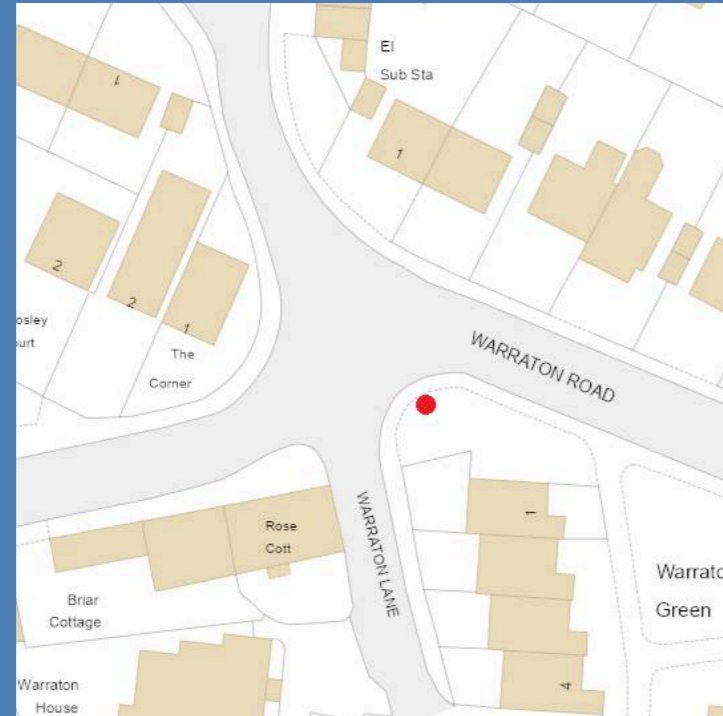 El
Sub Sta
1
1
2
2
1
osley
urt
The
Corner
WARRATON ROAD
WARRATON LANE
Rose
Cott
1
Briar
Cottage
Warrato
Green
4
Warraton
House